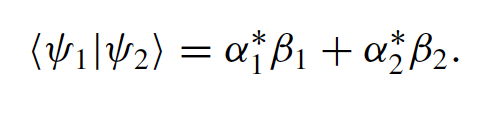 ⟨ψ₁|ψ₂⟩ = α₁*β₁ + α₂*β₂.